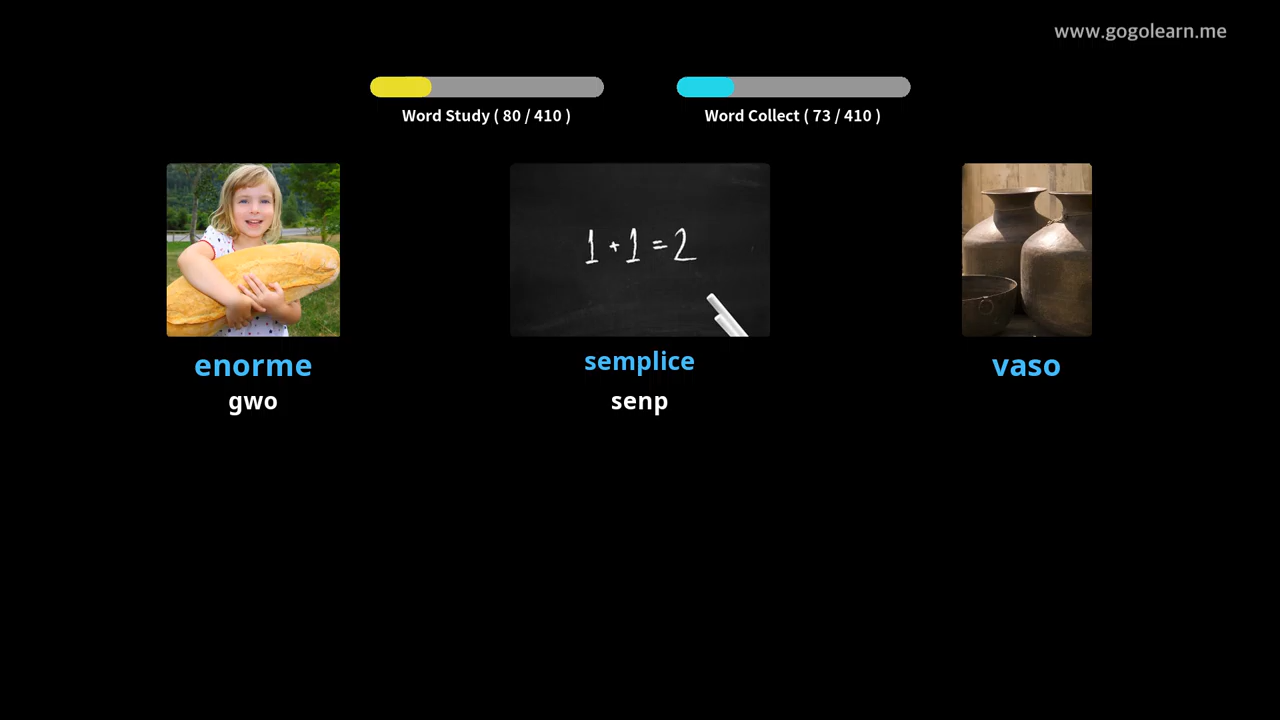 www.gogolearn.me
Word Study ( 80 / 410 )
Word Collect ( 73 / 410 )
1 + 1 = 2
enorme
semplice
vaso
gwo
senp